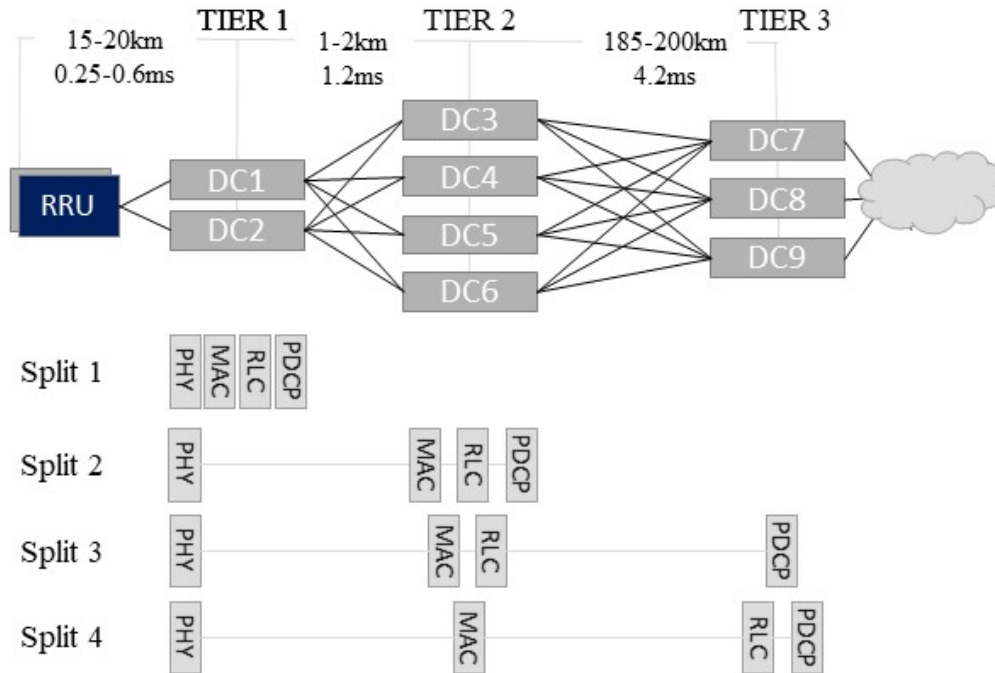 TIER 1
TIER 2
TIER 3
15-20km
1-2km
185-200km
0.25-0.6ms
1.2ms
4.2ms
RRU
DC1
DC2
DC3
DC4
DC5
DC6
DC7
DC8
DC9
Split 1
PHY
MAC
RLC
PDCP
Split 2
PHY
MAC
RLC
PDCP
Split 3
PHY
MAC
RLC
PDCP
Split 4
PHY
MAC
RLC
PDCP